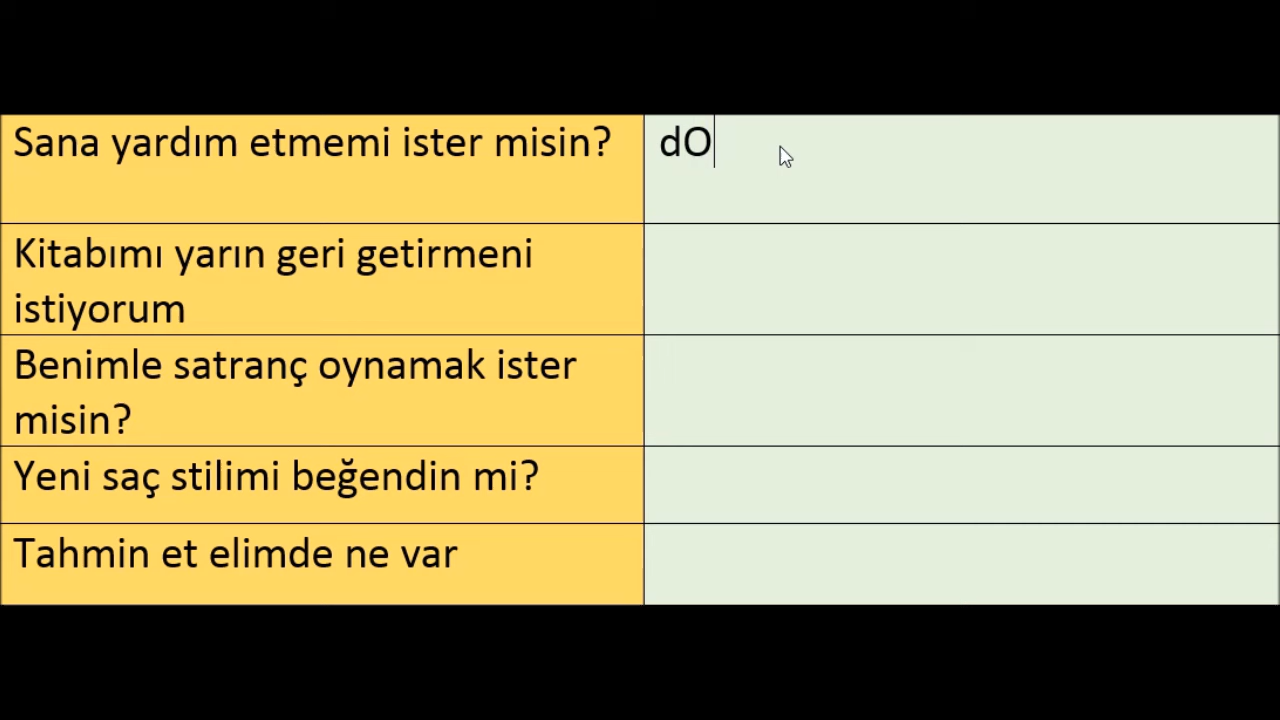 Sana yardım etmemi ister misin?
dO
Kitabımı yarın geri getirmeni
istiyorum
Benimle satranç oynamak ister
misin?
Yeni saç stilimi beğendin mi?
Tahmin et elimde ne var